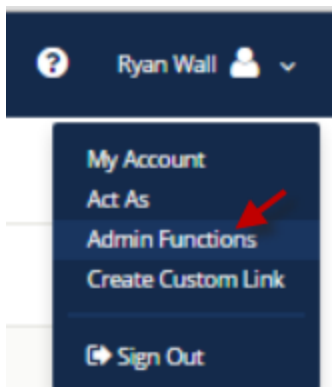 Ryan Wall
My Account
Act As
Admin Functions
Create Custom Link
Sign Out